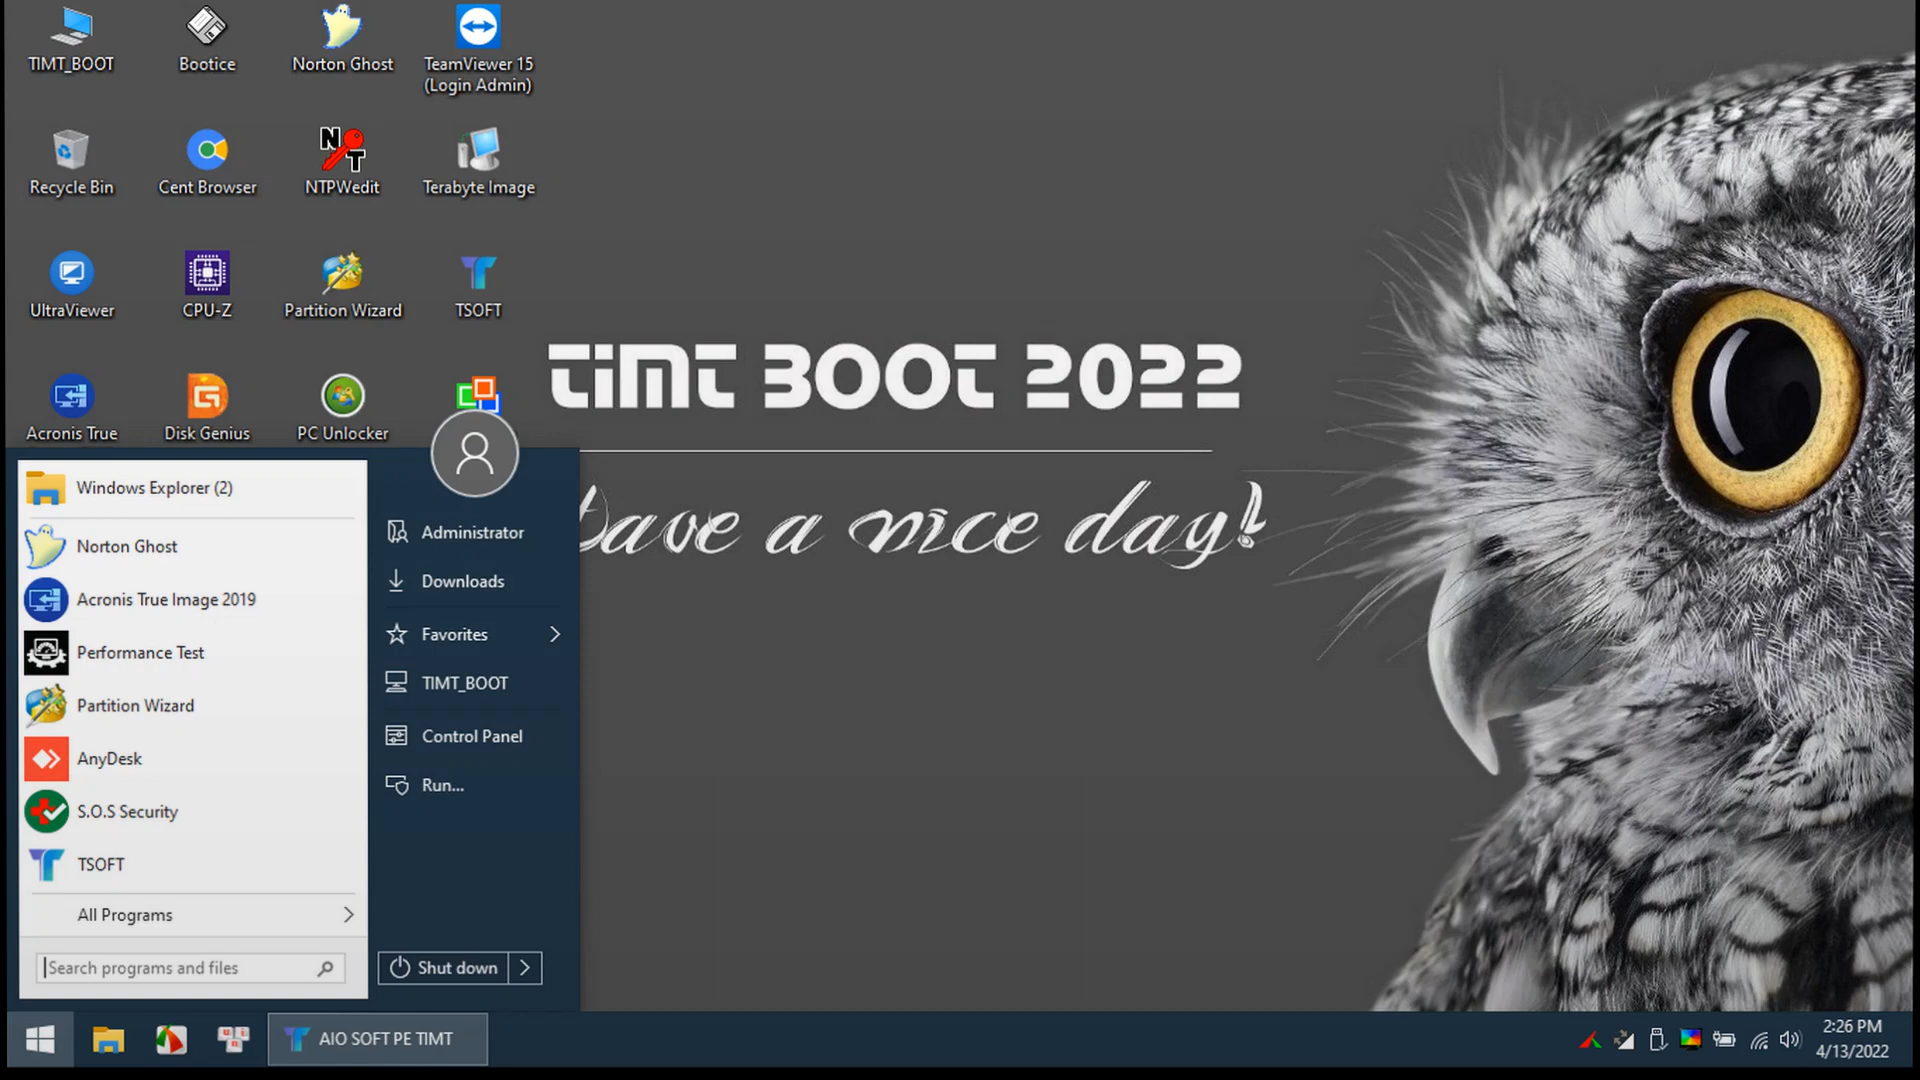 TIMT_BOOT
Bootice
Norton Ghost
TeamViewer 15
(Login Admin)
Recycle Bin
Cent Browser
NTPWedit
Terabyte Image
UltraViewer
CPU-Z
Partition Wizard
TSOFT
Acronis True
Disk Genius
PC Unlocker
TIMT BOOT 2022
Have a nice day!
Windows Explorer (2)
Norton Ghost
Acronis True Image 2019
Performance Test
Partition Wizard
AnyDesk
S.O.S Security
TSOFT
All Programs
Search programs and files
Administrator
Downloads
Favorites
TIMT_BOOT
Control Panel
Run...
Shut down
AIO SOFT PE TIMT
2:26 PM
4/13/2022